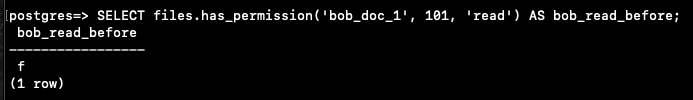 postgres=> SELECT files.has_permission('bob_doc_1', 101, 'read') AS bob_read_before;
 bob_read_before
-----------------
 f
(1 row)